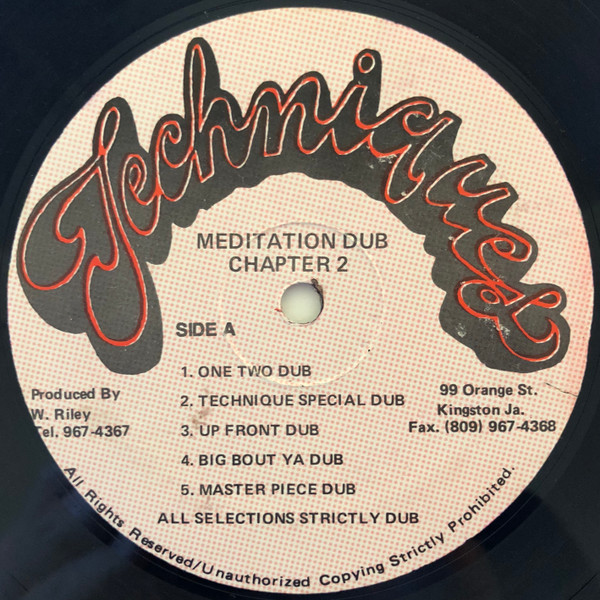 Techniques
MEDITATION DUB
CHAPTER 2
SIDE A
1. ONE TWO DUB
2. TECHNIQUE SPECIAL DUB
3. UP FRONT DUB
4. BIG BOUT YA DUB
5. MASTER PIECE DUB
ALL SELECTIONS STRICTLY DUB
Produced By
W. Riley
Tel. 967-4367
99 Orange St.
Kingston Ja.
Fax. (809) 967-4368
All Rights Reserved/Unauthorized Copying Strictly Prohibited.